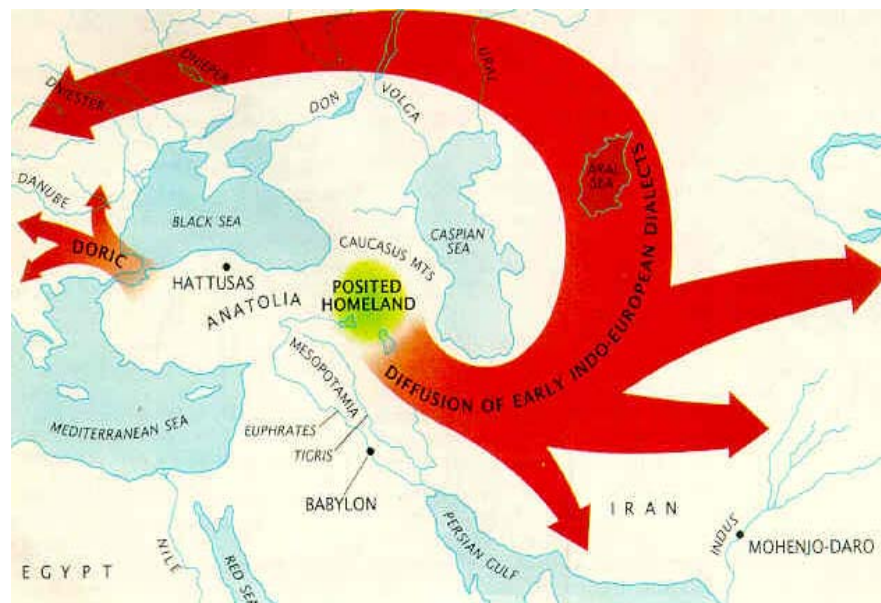 DNIEPER
DNIESTER
DON
VOLGA
URAL
DANUBE
BLACK SEA
ARAL
SEA
CASPIAN
SEA
CAUCASUS MTS
DORIC
HATTUSAS
ANATOLIA
POSITED
HOMELAND
DIFFUSION OF EARLY INDO-EUROPEAN DIALECTS
MESOPOTAMIA
MEDITERRANEAN SEA
EUPHRATES
TIGRIS
BABYLON
IRAN
INDUS
MOHENJO-DARO
PERSIAN GULF
NILE
RED
SEA
EGYPT